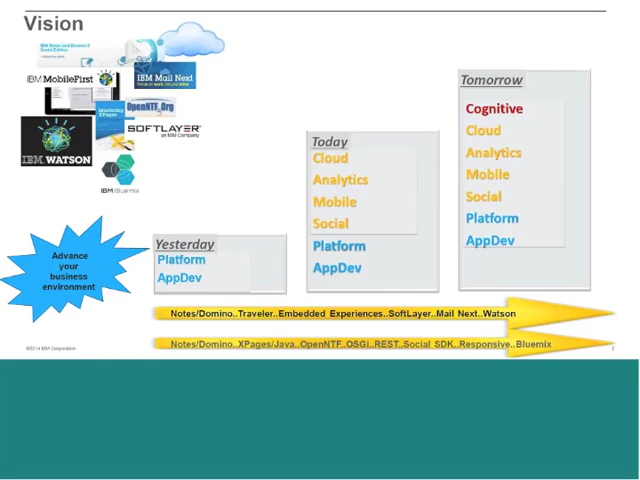 Vision
IBM Notes and Domino 9
Social Edition
IBM MobileFirst
IBM Mail Next
Mastering
XPages
OpenNTF.Org
SOFTLAYER
an IBM Company
IBM WATSON
IBM Bluemix
Advance
your
business
environment
Yesterday
Platform
AppDev
Today
Cloud
Analytics
Mobile
Social
Platform
AppDev
Tomorrow
Cognitive
Cloud
Analytics
Mobile
Social
Platform
AppDev
Notes/Domino..Traveler..Embedded Experiences..SoftLayer..Mail Next..Watson
Notes/Domino..XPages/Java..OpenNTF..OSGi..REST..Social SDK..Responsive..Bluemix
©2014 IBM Corporation